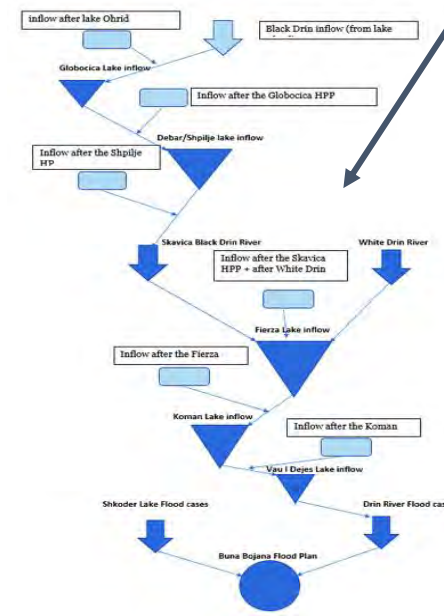 inflow after lake Ohrid
Black Drin inflow (from lake
Globocica Lake inflow
Inflow after the Globocica HPP
Debar/Shpilje lake inflow
Inflow after the Shpilje
HP
Skavica Black Drin River
Inflow after the Skavica
HPP + after White Drin
White Drin River
Fierza Lake inflow
Inflow after the Fierza
Koman Lake inflow
Inflow after the Koman
Vau I Dejes Lake inflow
Shkoder Lake Flood cases
Drin River Flood cas
Buna Bojana Flood Plan